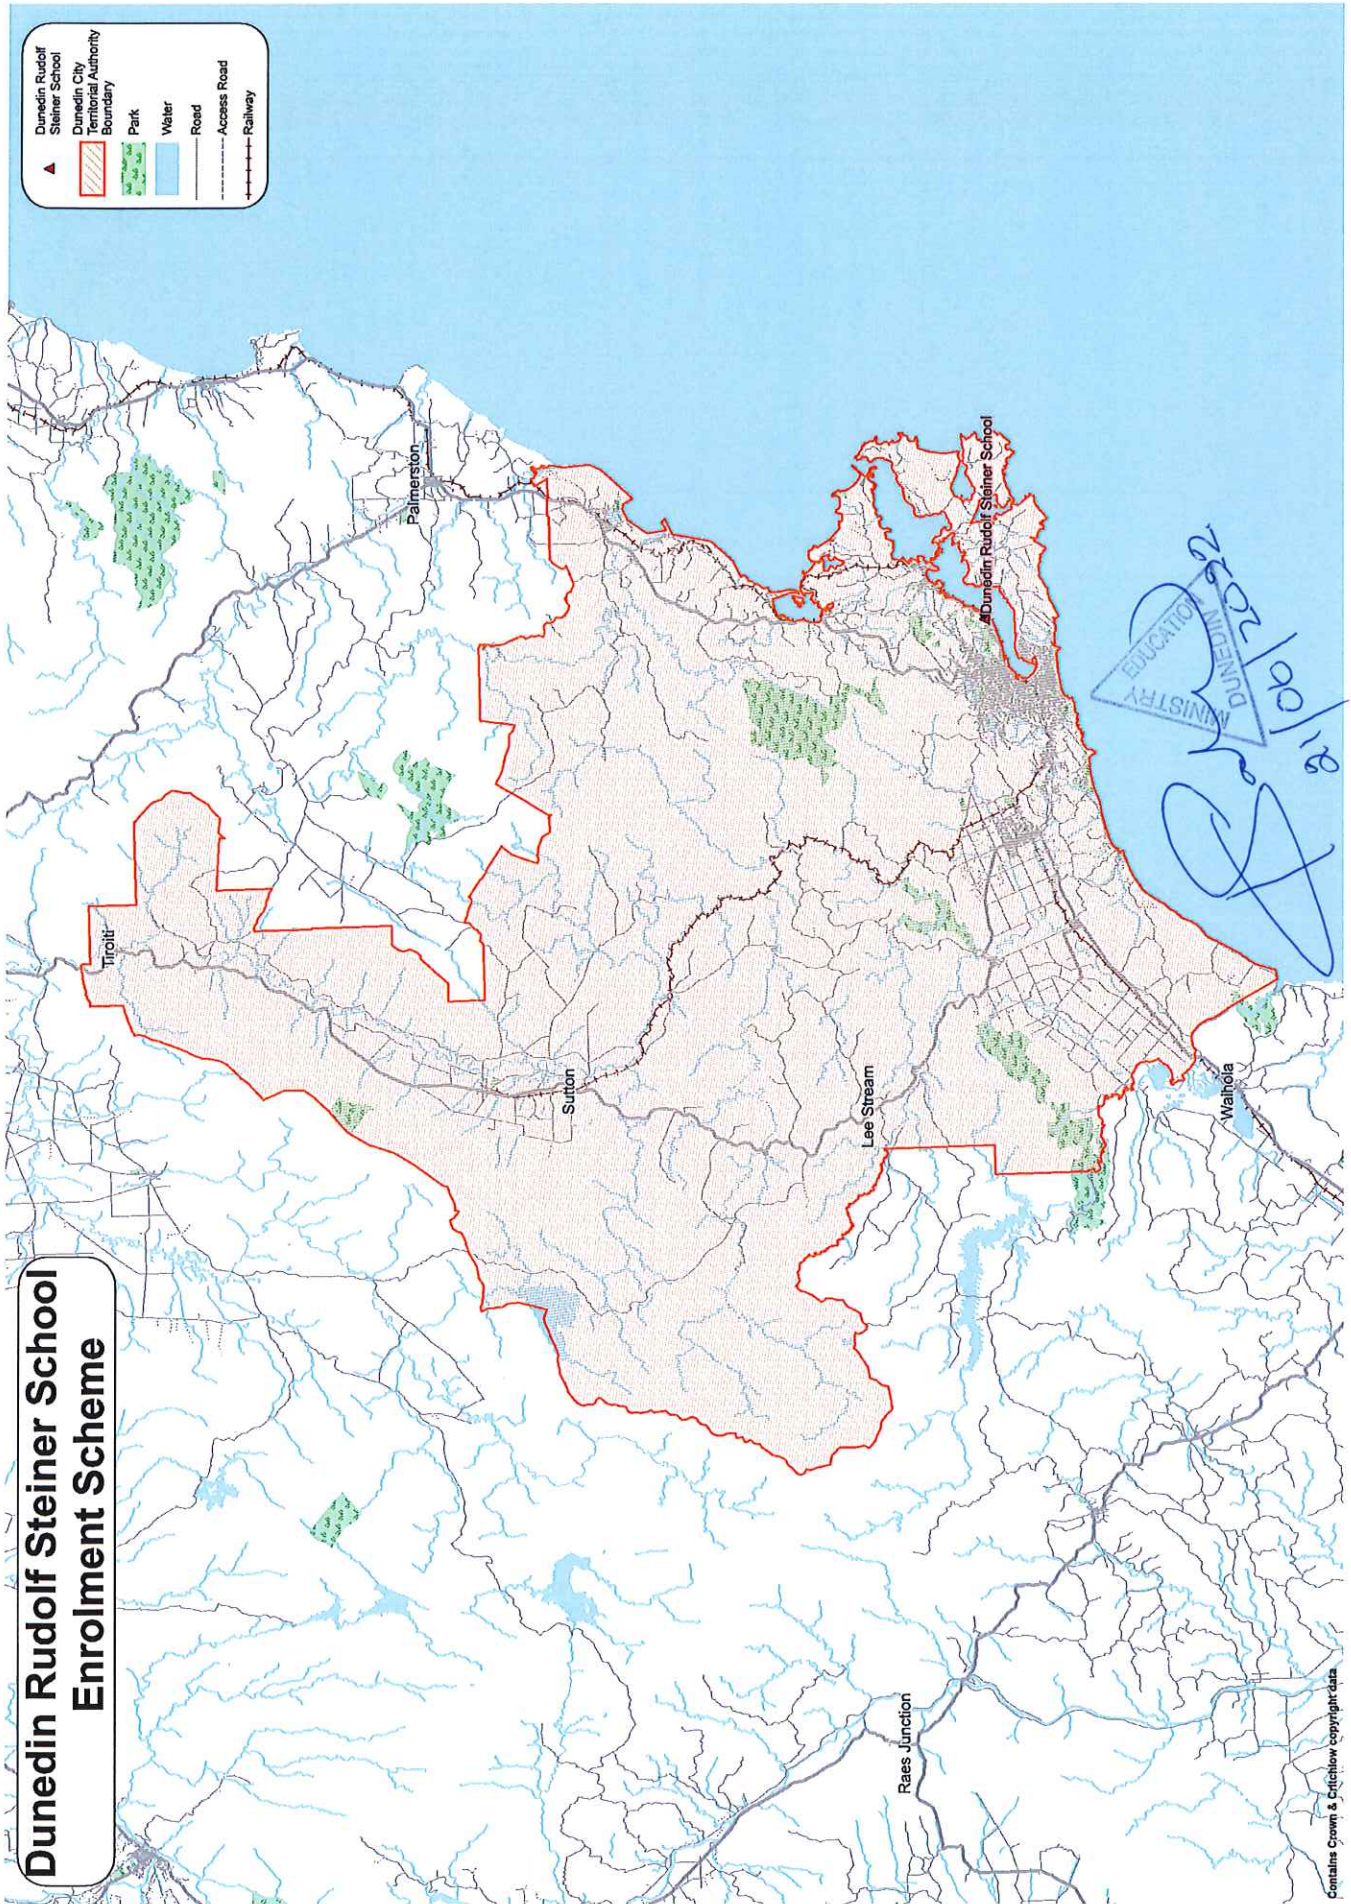 Dunedin Rudolf Steiner School
Enrolment Scheme
Dunedin Rudolf
Steiner School
Dunedin City
Territorial Authority
Boundary
Park
Water
Road
Access Road
Railway
Tiroiti
Palmerston
Sutton
Lee Stream
Dunedin Rudolf Steiner School
Waihola
Raes Junction
MINISTRY
EDUCATION
DUNEDIN
21/06/2022
Contains Crown & Critchlow copyright data